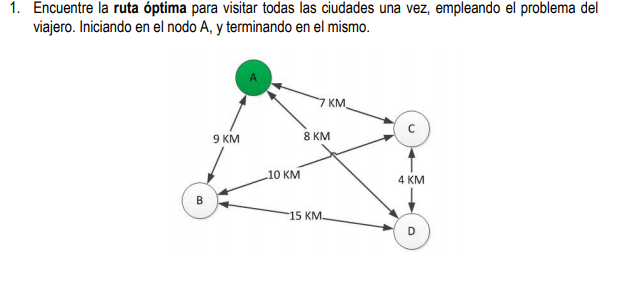 1. Encuentre la ruta óptima para visitar todas las ciudades una vez, empleando el problema del
viajero. Iniciando en el nodo A, y terminando en el mismo.
A
7 KM
C
9 KM
8 KM
10 KM
4 KM
B
15 KM
D